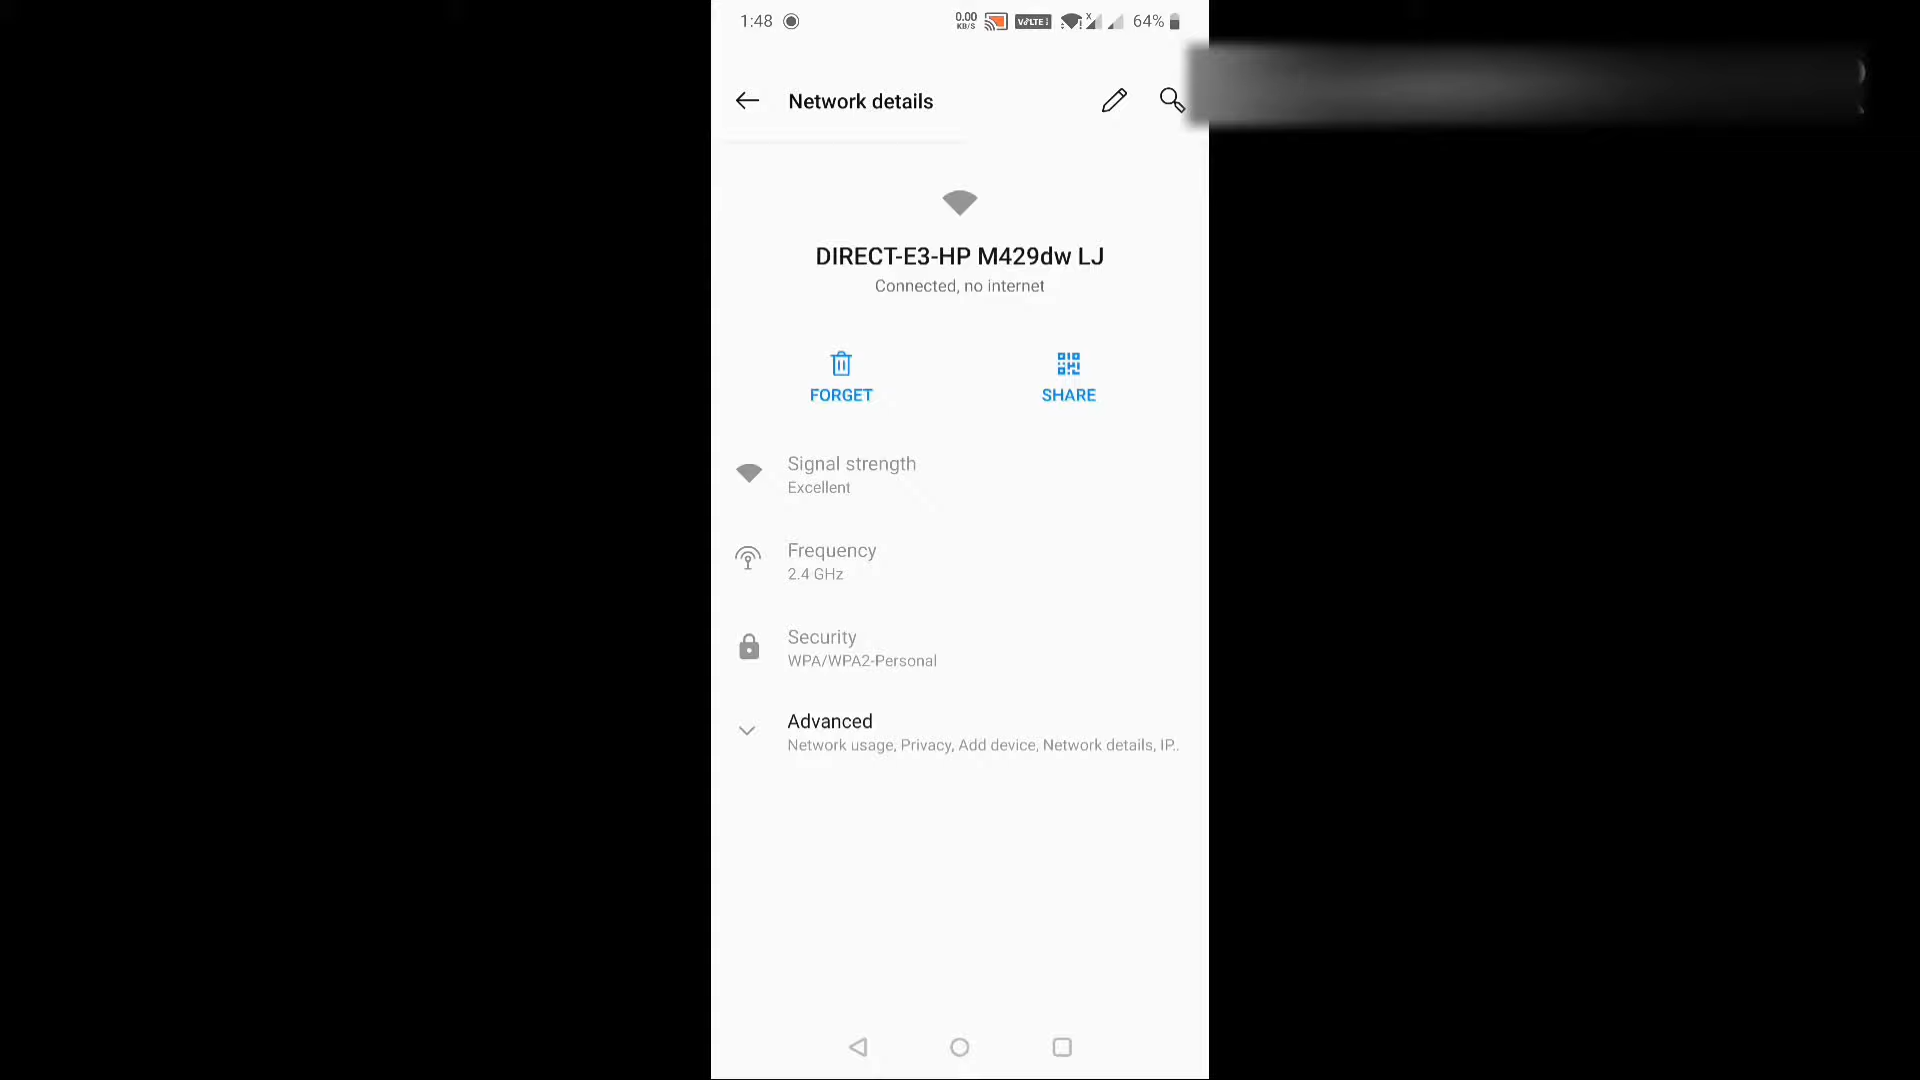 1:48
0.00
KB/S
VoLTE
64%
Network details
DIRECT-E3-HP M429dw LJ
Connected, no internet
FORGET
SHARE
Signal strength
Excellent
Frequency
2.4 GHz
Security
WPA/WPA2-Personal
Advanced
Network usage, Privacy, Add device, Network details, IP..